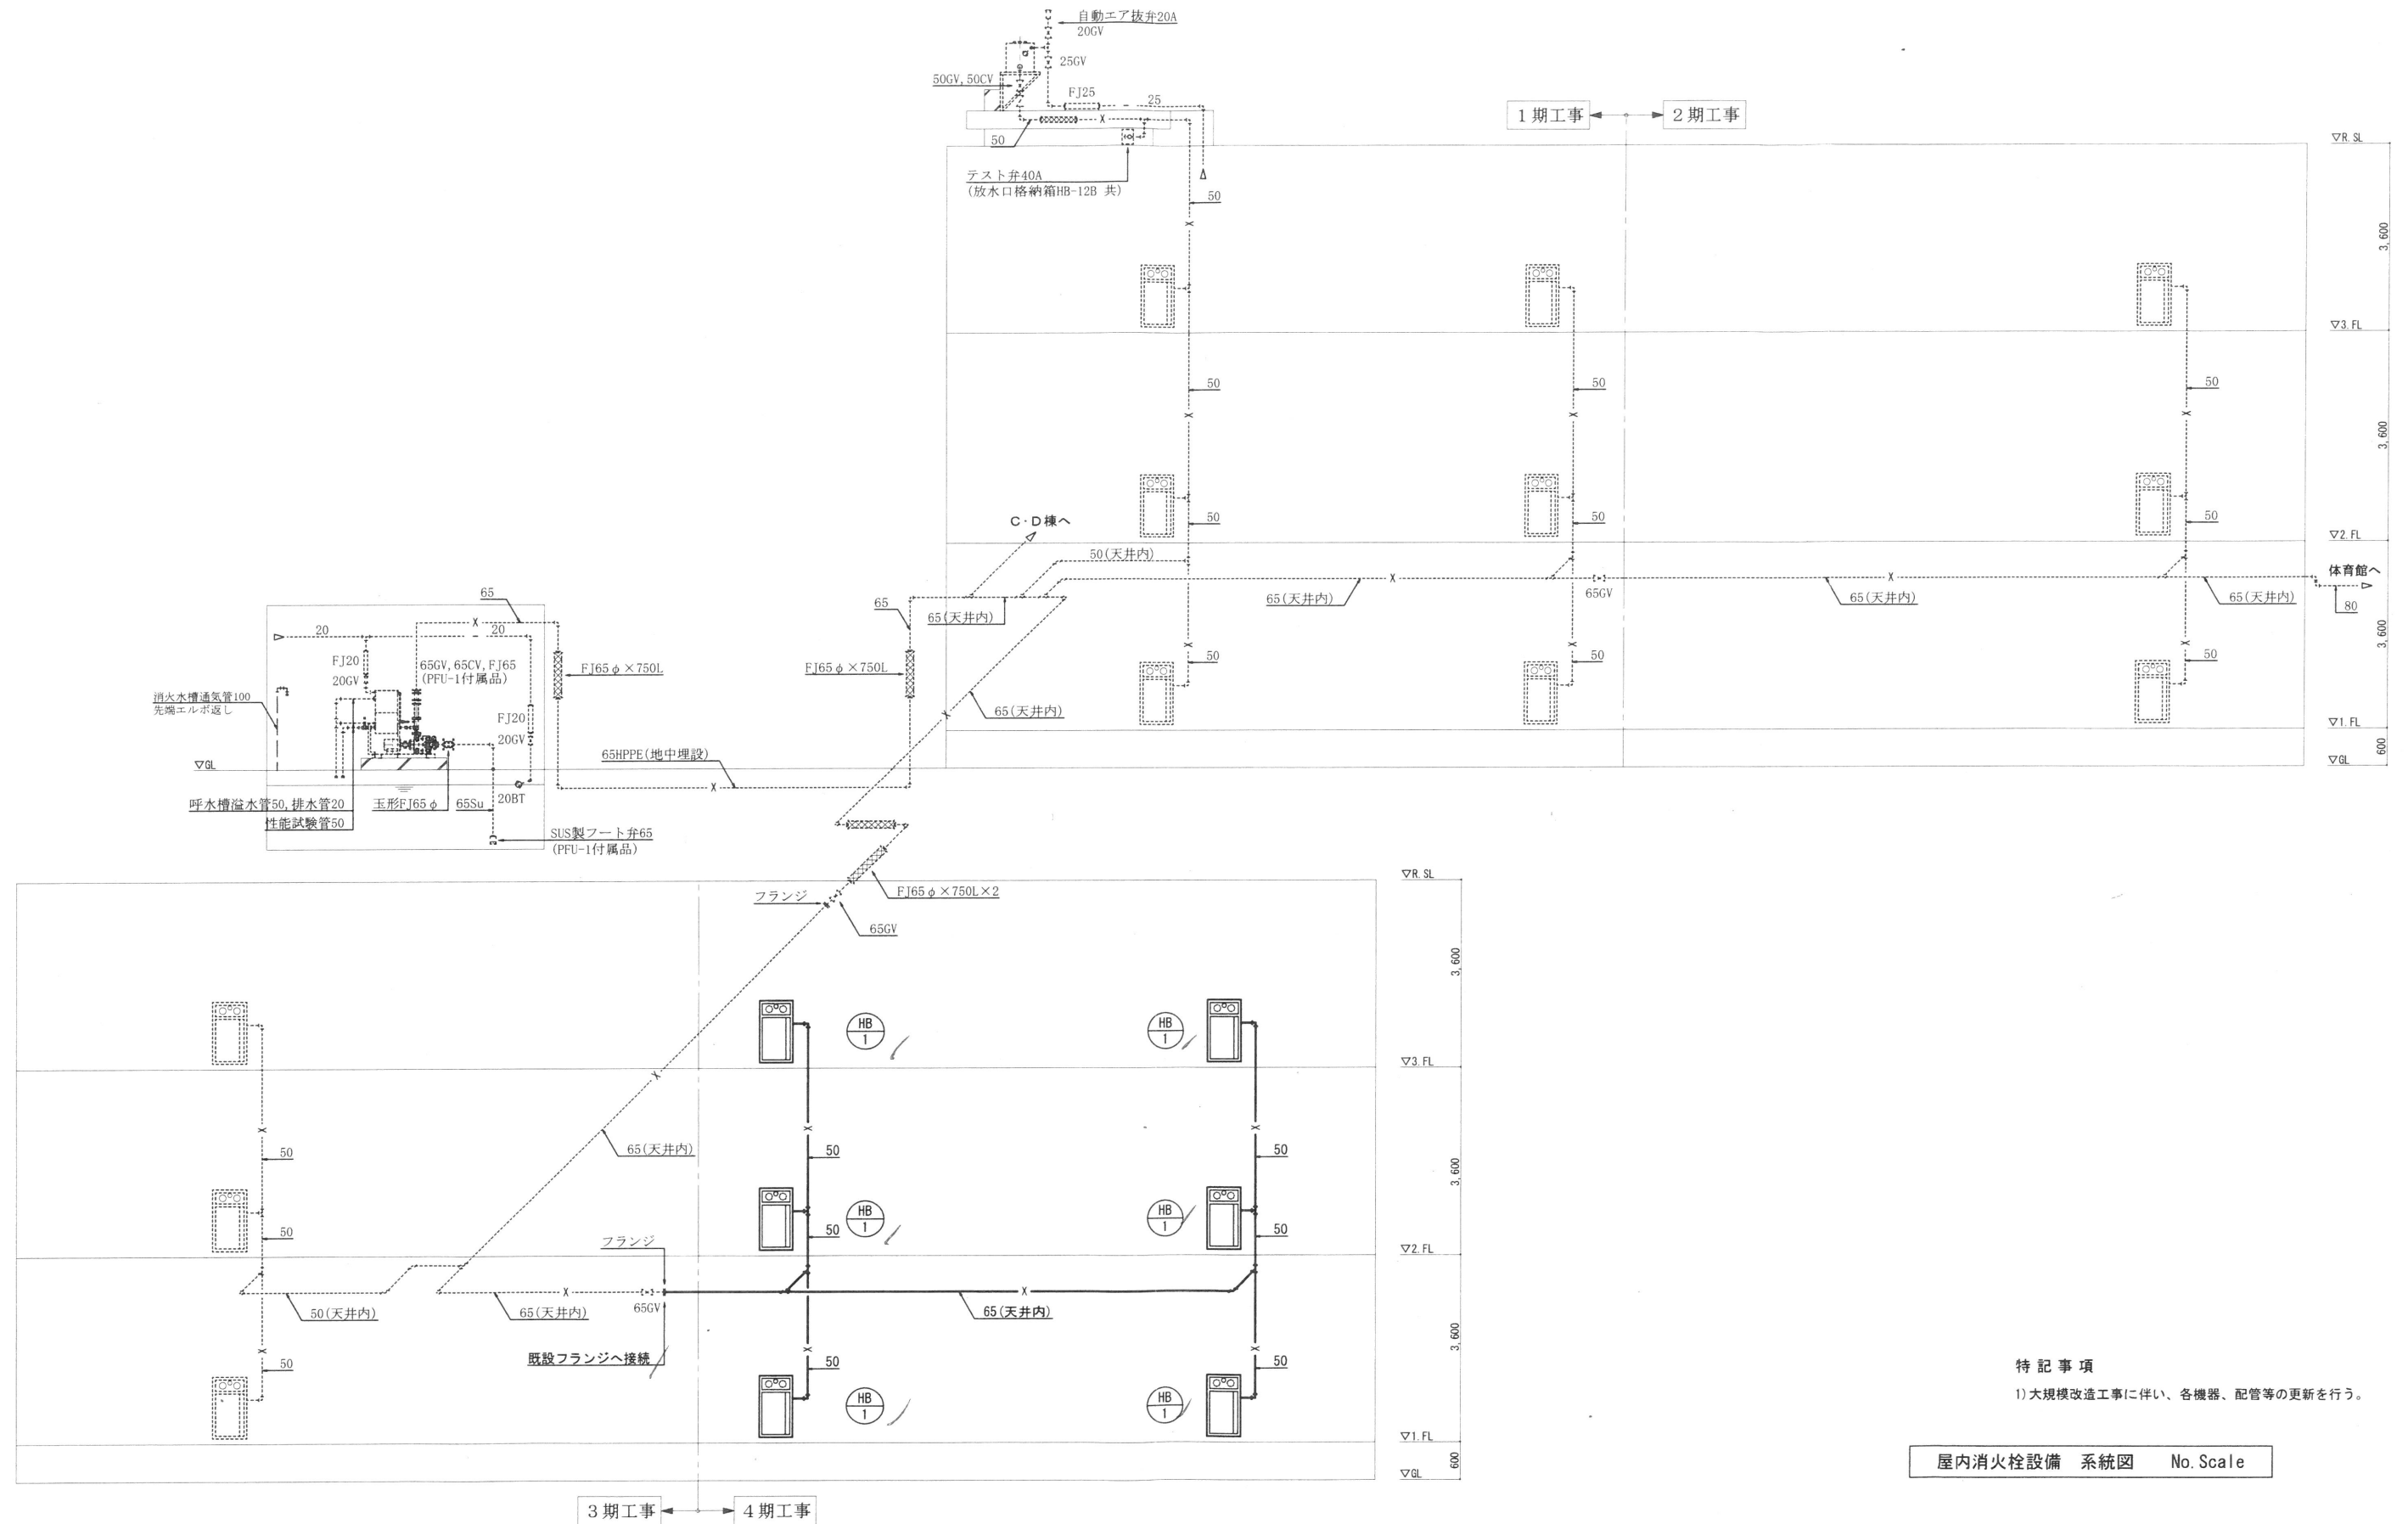 自動エア抜弁20A
20GV
25GV
50GV, 50CV
FJ25
25
50
テスト弁40A
(放水口格納箱HB-12B 共)
50
1期工事
2期工事
▽R.SL
3,600
▽3.FL
50
50
50
3,600
50
50
50
▽2.FL
C・D棟へ
50(天井内)
65
65(天井内)
65(天井内)
65GV
65(天井内)
65(天井内)
体育館へ
80
3,600
50
50
50
▽1.FL
600
▽GL
65
20
20
FJ20
20GV
65GV, 65CV, FJ65
(PFU-1付属品)
FJ65φ×750L
FJ65φ×750L
消火水槽通気管100
先端エルボ返し
FJ20
20GV
65(天井内)
▽GL
65HPPE(地中埋設)
呼水槽溢水管50, 排水管20
性能試験管50
玉形FJ65φ
65Su
20BT
SUS製フート弁65
(PFU-1付属品)
フランジ
FJ65φ×750L×2
65GV
▽R.SL
3,600
HB
1
HB
1
▽3.FL
50
65(天井内)
50
50
3,600
HB
1
HB
1
50
50
50
フランジ
▽2.FL
50(天井内)
65(天井内)
65GV
65(天井内)
3,600
既設フランジへ接続
50
50
50
HB
1
HB
1
▽1.FL
600
▽GL
3期工事
4期工事
特記事項
1)大規模改造工事に伴い、各機器、配管等の更新を行う。
屋内消火栓設備 系統図 No.Scale